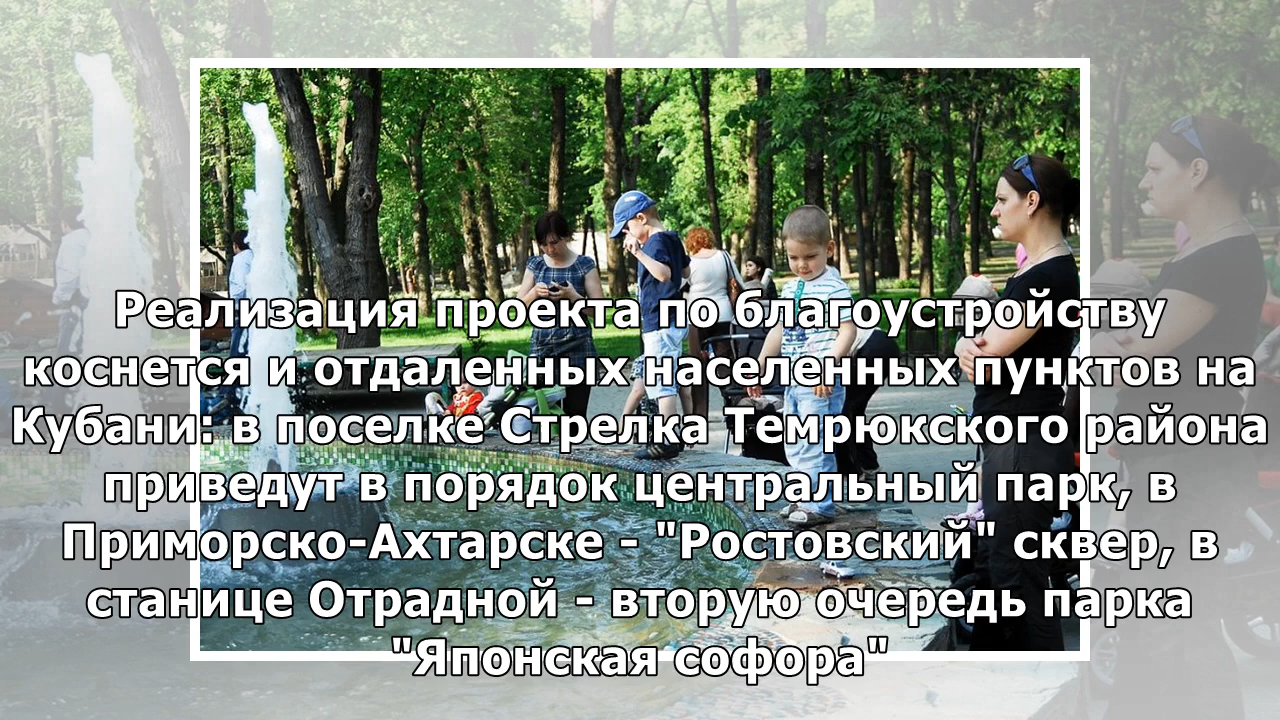 Реализация проекта по благоустройству
коснется и отдаленных населенных пунктов на
Кубани: в поселке Стрелка Темрюкского района
приведут в порядок центральный парк, в
Приморско-Ахтарске - "Ростовский" сквер, в
станице Отрадной - вторую очередь парка
"Японская софора"